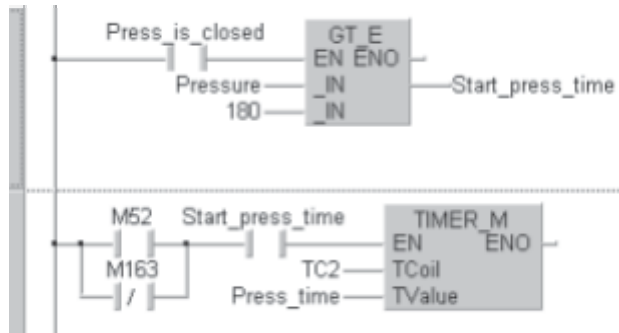 Press_is_closed
GT_E
EN ENO
Pressure _IN Start_press_time
180 _IN
M52 Start_press_time TIMER_M
EN ENO
M163
/
TC2 TCoil
Press_time TValue